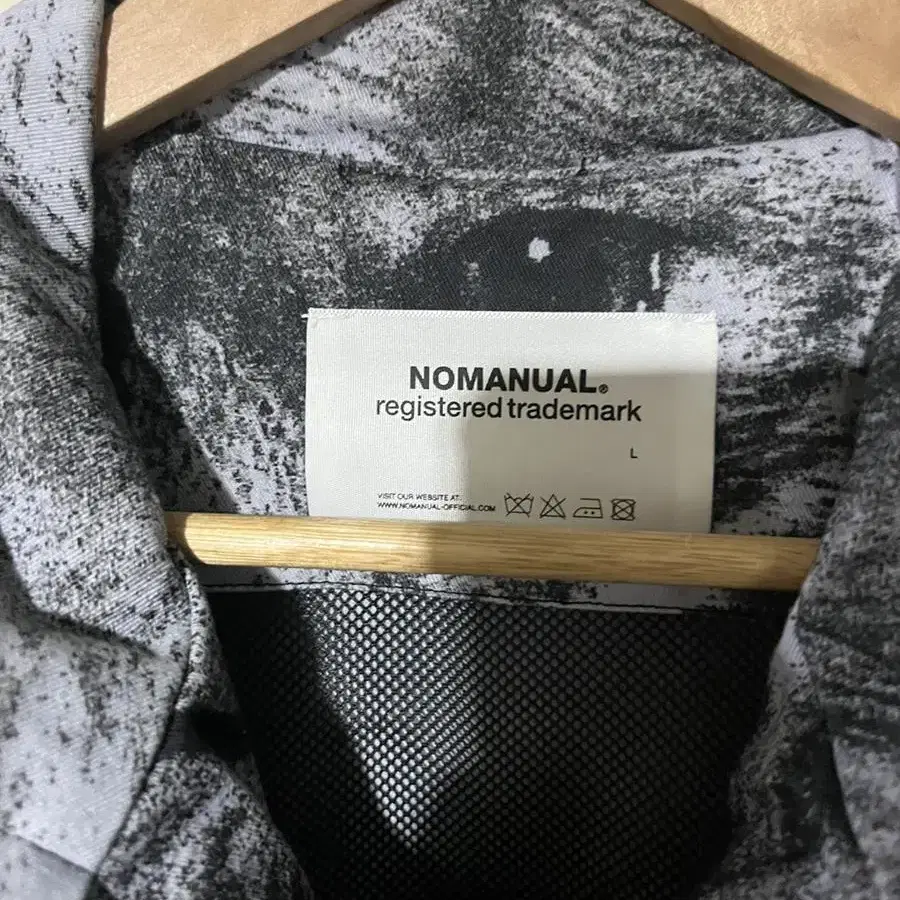 NOMANUAL®
registered trademark
L
VISIT OUR WEBSITE AT.
WWW.NOMANUAL-OFFICIAL.COM